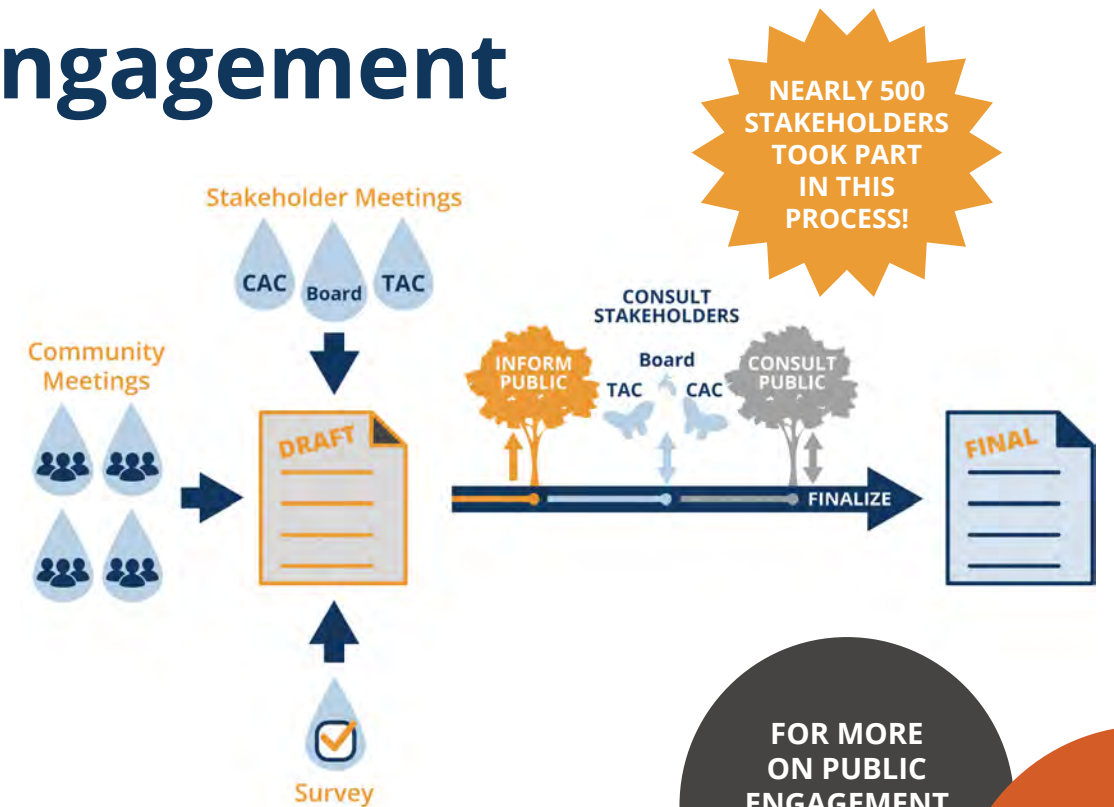 ngagement
NEARLY 500
STAKEHOLDERS
TOOK PART
IN THIS
PROCESS!
Stakeholder Meetings
CAC
Board
TAC
Community
Meetings
DRAFT
CONSULT
STAKEHOLDERS
INFORM
PUBLIC
Board
TAC
CAC
CONSULT
PUBLIC
FINALIZE
FINAL
Survey
FOR MORE
ON PUBLIC
ENGAGEMENT